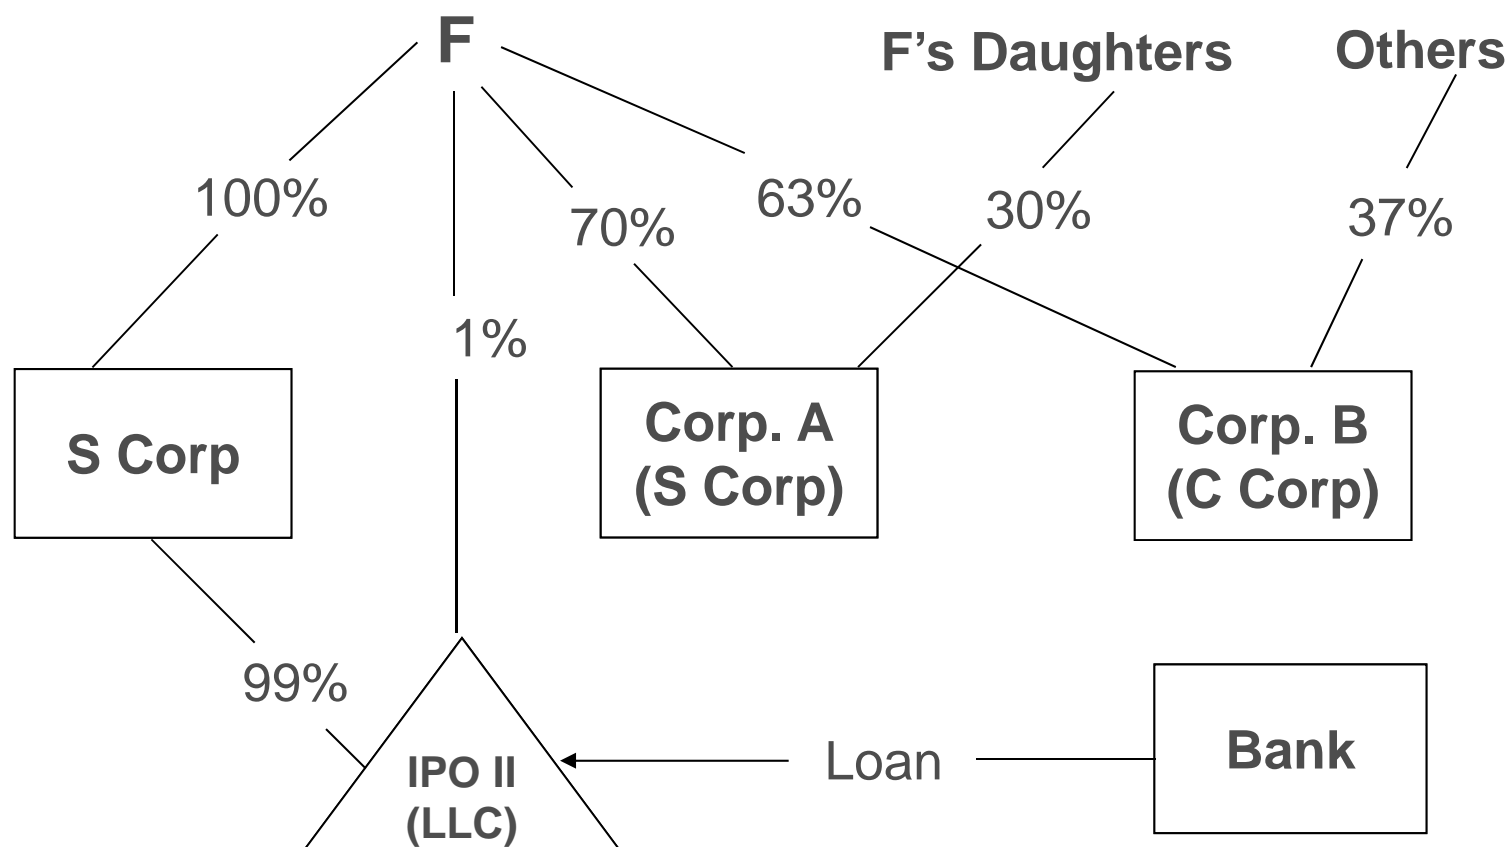 F
F’s Daughters
Others
100%
70%
63%
30%
37%
1%
S Corp
Corp. A
(S Corp)
Corp. B
(C Corp)
99%
IPO II
(LLC)
Loan
Bank